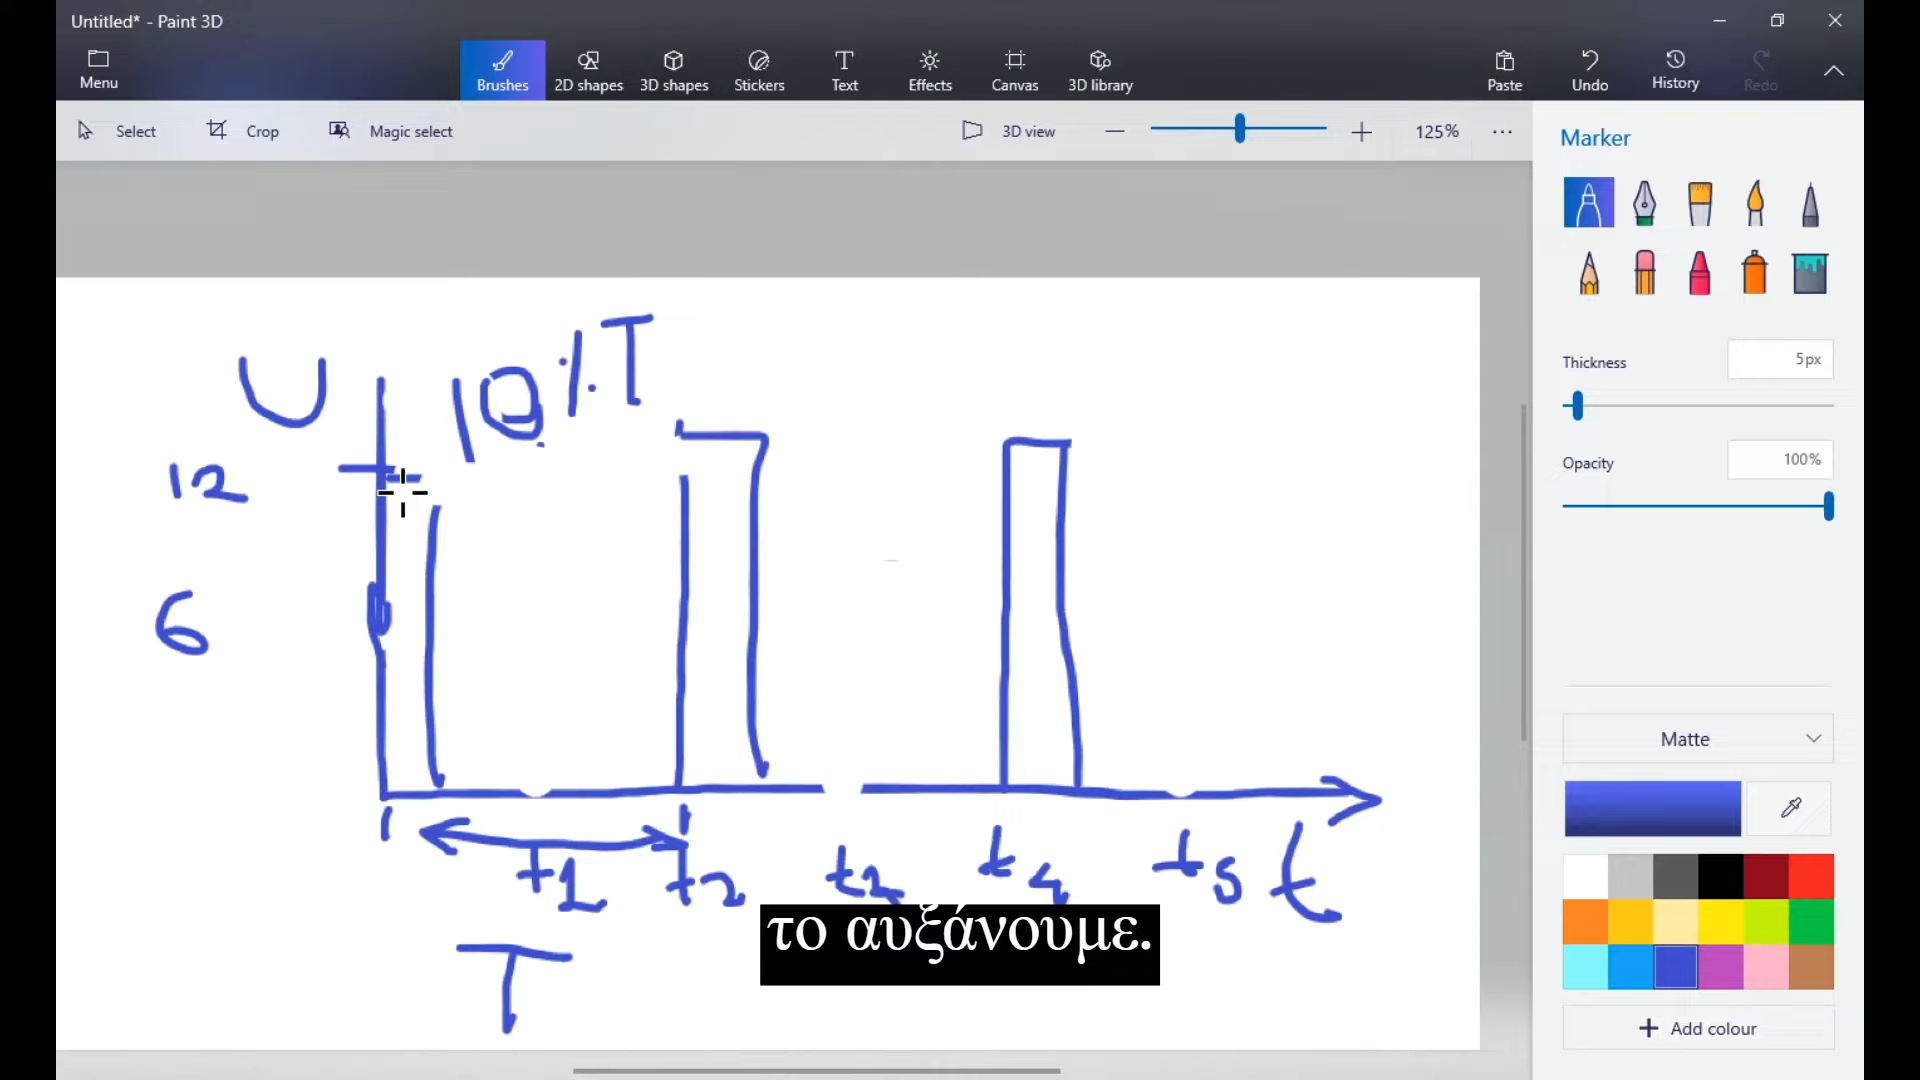 Untitled* - Paint 3D
Menu
Brushes
2D shapes
3D shapes
Stickers
Text
Effects
Canvas
3D library
Paste
Undo
History
Redo
Select
Crop
Magic select
3D view
125%
Marker
Thickness
5px
Opacity
100%
Matte
Add colour
U
10%T
12
6
t1
t2
t2
t4
t5
t
T
το αυξάνουμε.